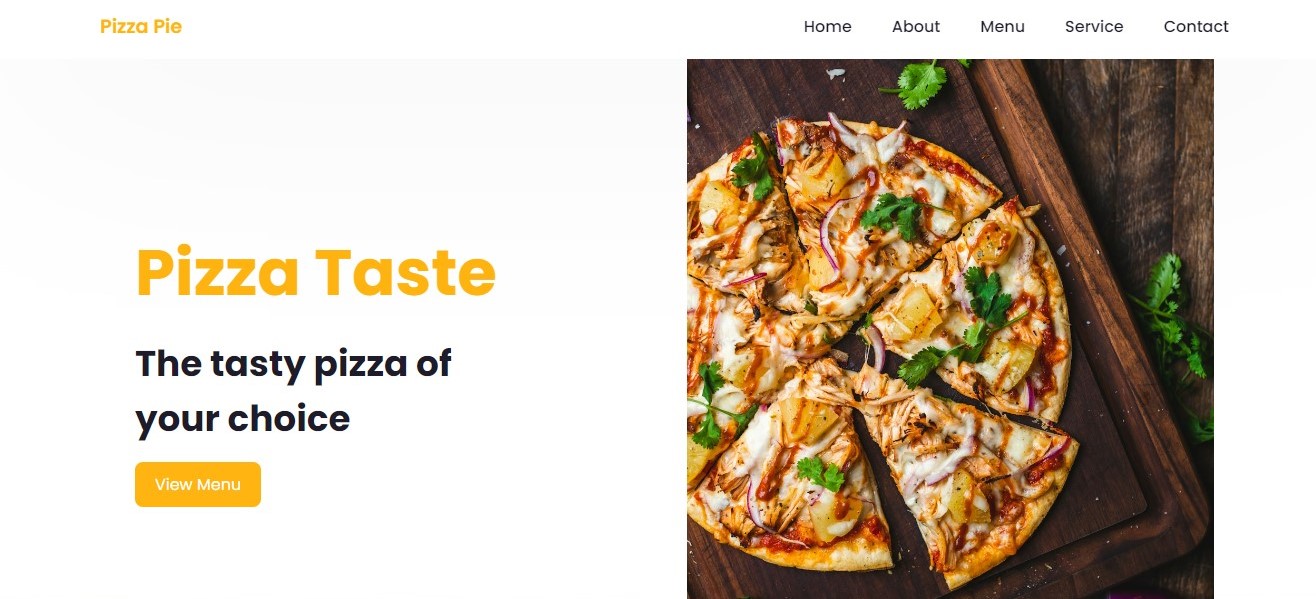 Pizza Pie
Home About Menu Service Contact
Pizza Taste
The tasty pizza of
your choice
View Menu